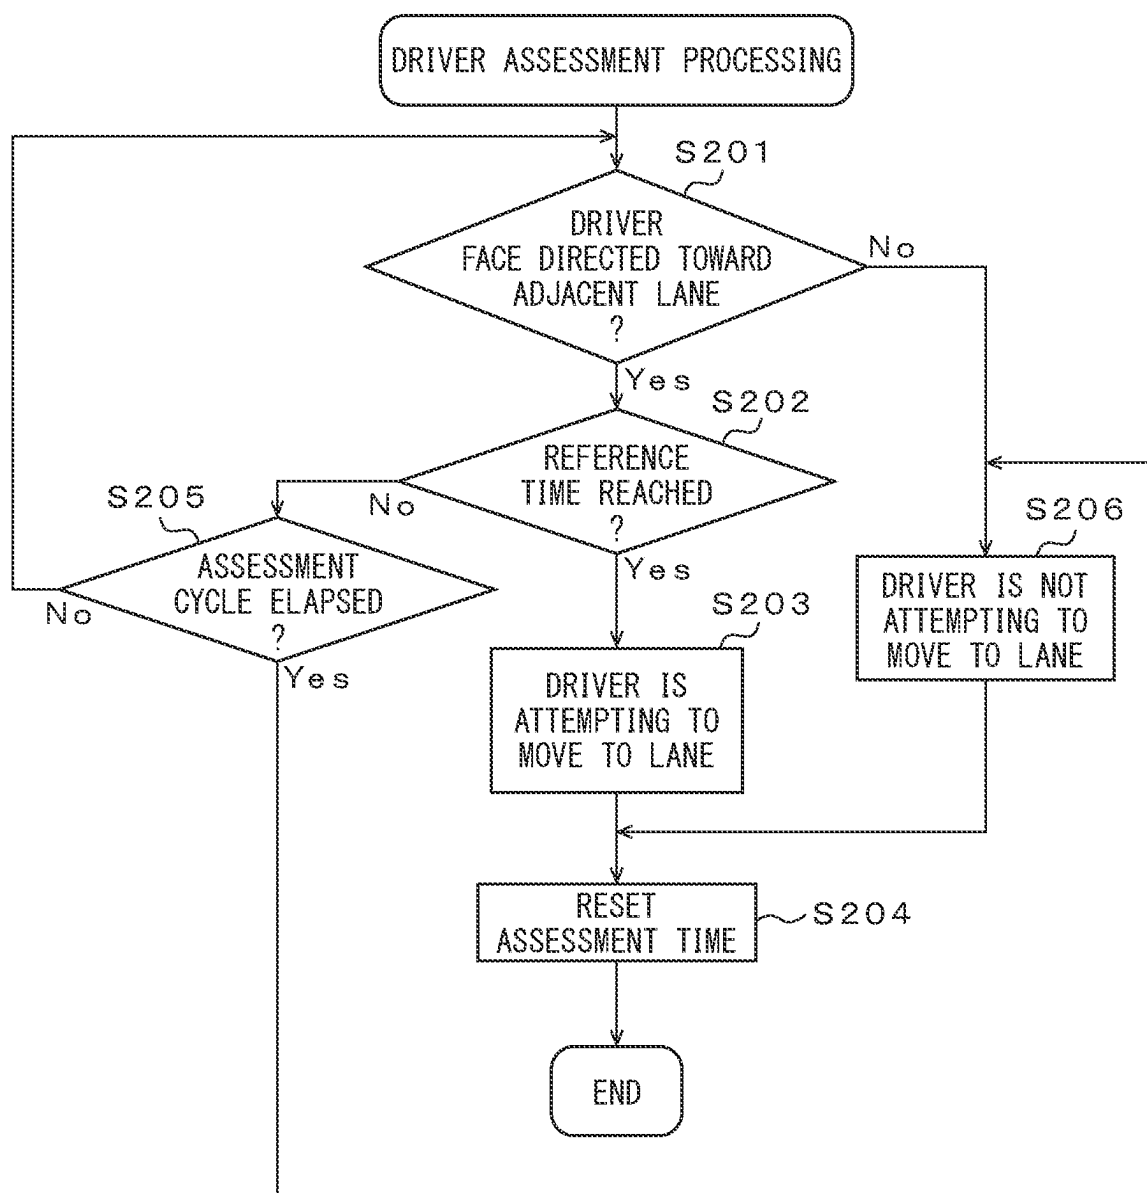 DRIVER ASSESSMENT PROCESSING
S201
DRIVER
FACE DIRECTED TOWARD
ADJACENT LANE
?
No
Yes
S202
REFERENCE
TIME REACHED
?
No
Yes
S205
ASSESSMENT
CYCLE ELAPSED
?
No
Yes
S203
DRIVER IS
ATTEMPTING TO
MOVE TO LANE
S206
DRIVER IS NOT
ATTEMPTING TO
MOVE TO LANE
RESET
ASSESSMENT TIME
S204
END